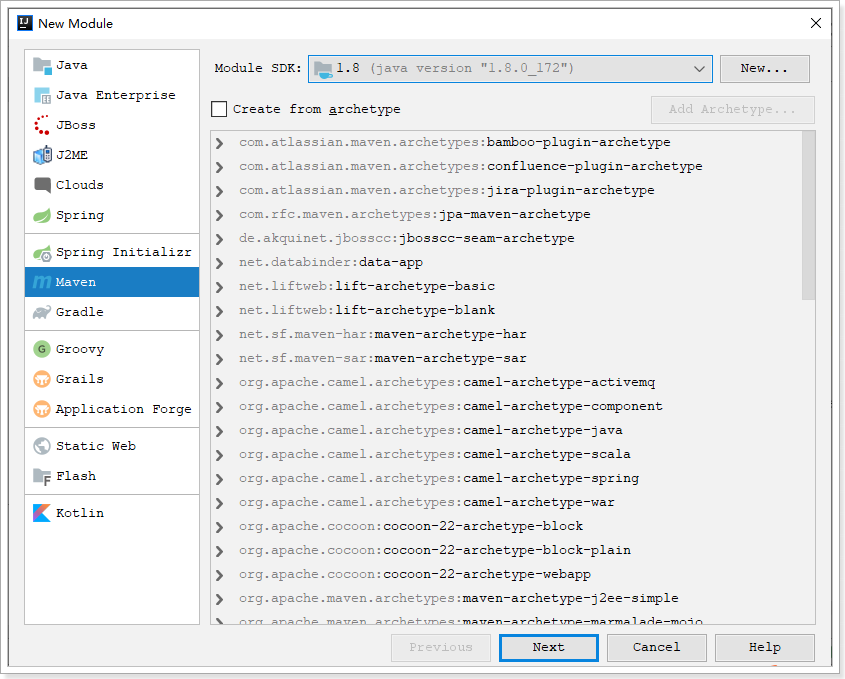 New Module
Java
Java Enterprise
JBoss
J2ME
Clouds
Spring
Spring Initializr
Maven
Gradle
Groovy
Grails
Application Forge
Static Web
Flash
Kotlin
Module SDK: 1.8 (java version "1.8.0_172") New...
Create from archetype Add Archetype...
com.atlassian.maven.archetypes:bamboo-plugin-archetype
com.atlassian.maven.archetypes:confluence-plugin-archetype
com.atlassian.maven.archetypes:jira-plugin-archetype
com.rfc.maven.archetypes:jpa-maven-archetype
de.akquinet.jbosscc:jbosscc-seam-archetype
net.databinder:data-app
net.liftweb:lift-archetype-basic
net.liftweb:lift-archetype-blank
net.sf.maven-har:maven-archetype-har
net.sf.maven-sar:maven-archetype-sar
org.apache.camel.archetypes:camel-archetype-activemq
org.apache.camel.archetypes:camel-archetype-component
org.apache.camel.archetypes:camel-archetype-java
org.apache.camel.archetypes:camel-archetype-scala
org.apache.camel.archetypes:camel-archetype-spring
org.apache.camel.archetypes:camel-archetype-war
org.apache.cocoon:cocoon-22-archetype-block
org.apache.cocoon:cocoon-22-archetype-block-plain
org.apache.cocoon:cocoon-22-archetype-webapp
org.apache.maven.archetypes:maven-archetype-j2ee-simple
org.apache.maven.archetypes:maven-archetype-marmalade-mojo
Previous Next Cancel Help